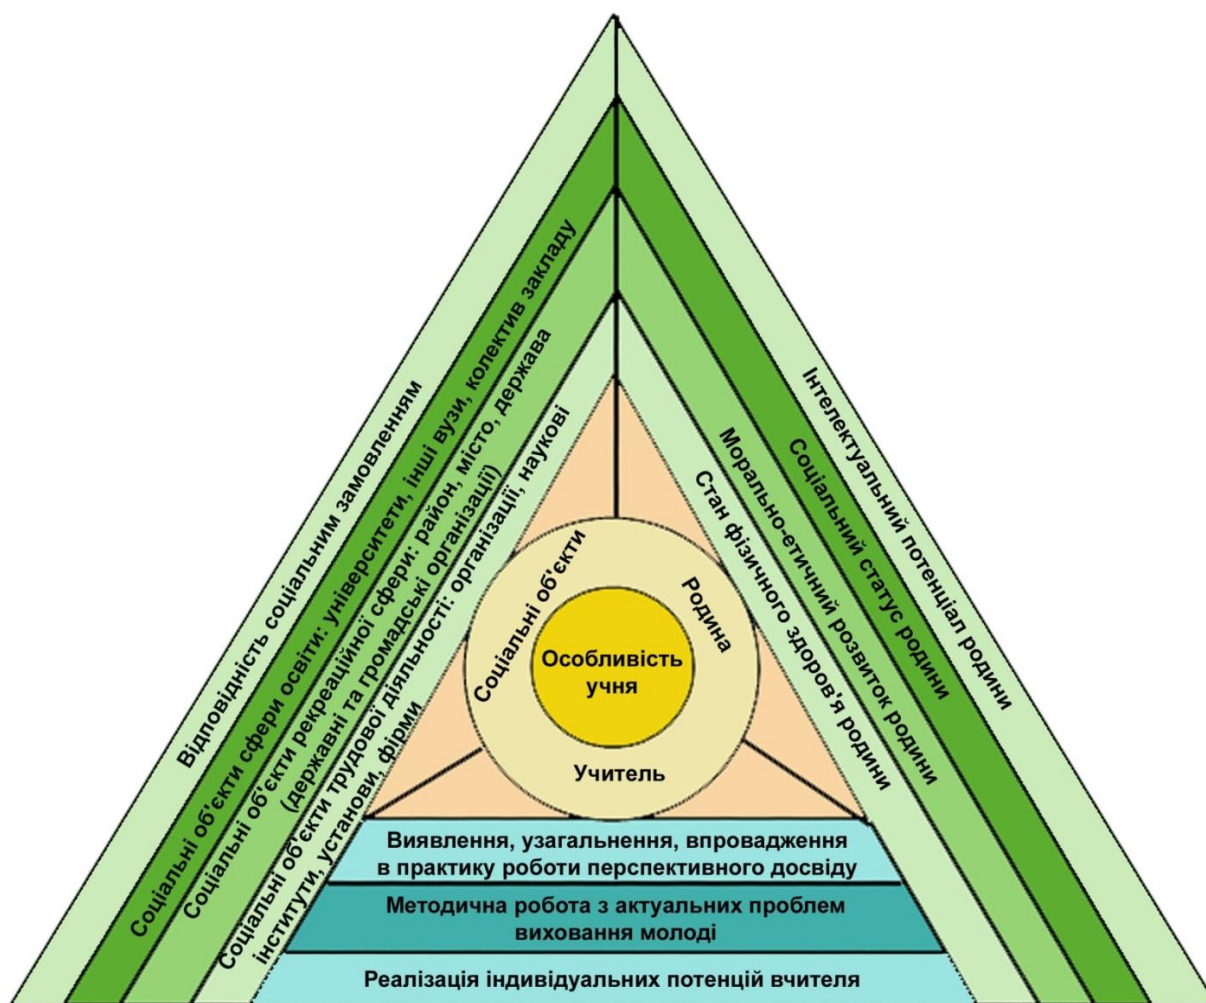 Відповідність соціальним замовленням
Соціальні об'єкти сфери освіти: університети, інші вузи, колектив закладу
Соціальні об'єкти рекреаційної сфери: район, місто, держава
(державні та громадські організації)
Соціальні об'єкти трудової діяльності: організації, наукові
інститути, установи, фірми
Інтелектуальний потенціал родини
Соціальний статус родини
Морально-етичний розвиток родини
Стан фізичного здоров'я родини
Соціальні об'єкти
Родина
Особливість
учня
Учитель
Виявлення, узагальнення, впровадження
в практику роботи перспективного досвіду
Методична робота з актуальних проблем
виховання молоді
Реалізація індивідуальних потенцій вчителя